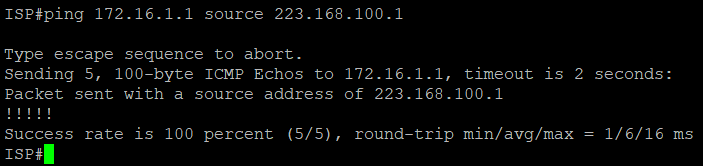 ISP#ping 172.16.1.1 source 223.168.100.1
Type escape sequence to abort.
Sending 5, 100-byte ICMP Echos to 172.16.1.1, timeout is 2 seconds:
Packet sent with a source address of 223.168.100.1
!!!!!
Success rate is 100 percent (5/5), round-trip min/avg/max = 1/6/16 ms
ISP#